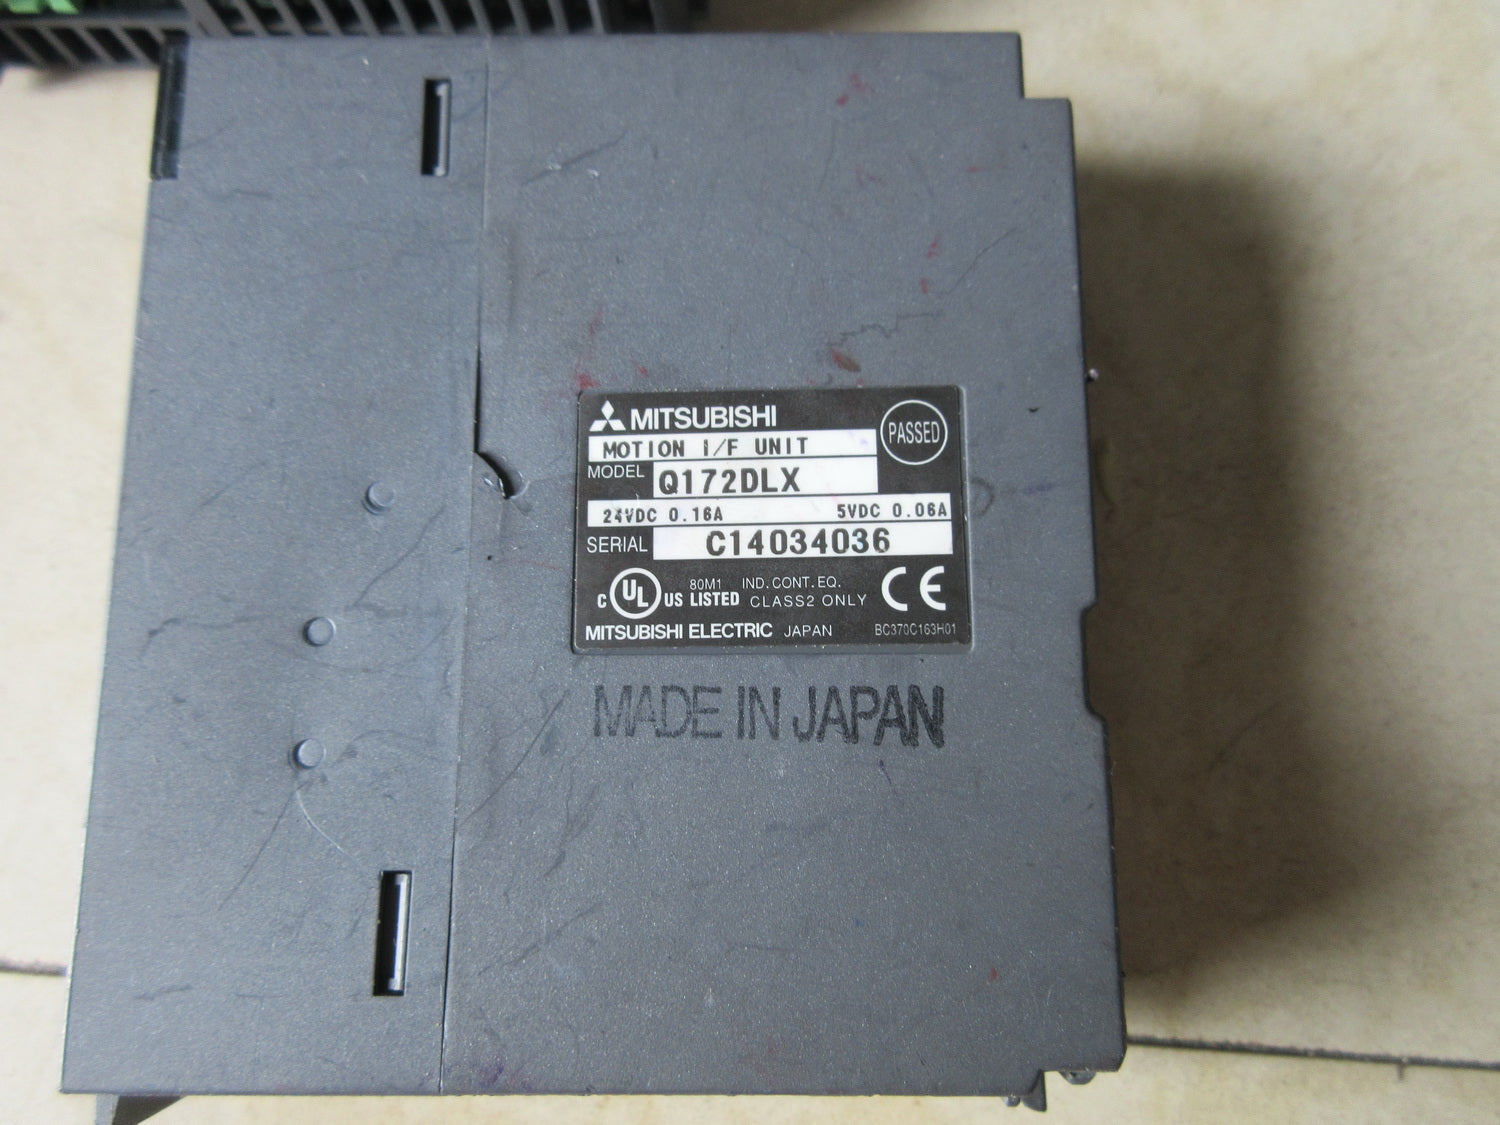 MITSUBISHI
PASSED
MOTION I/F UNIT
MODEL Q172DLX
24VDC 0.16A 5VDC 0.06A
SERIAL C14034036
C UL US LISTED 80M1 IND. CONT. EQ. CLASS2 ONLY CE
MITSUBISHI ELECTRIC JAPAN BC370C163H01
MADE IN JAPAN